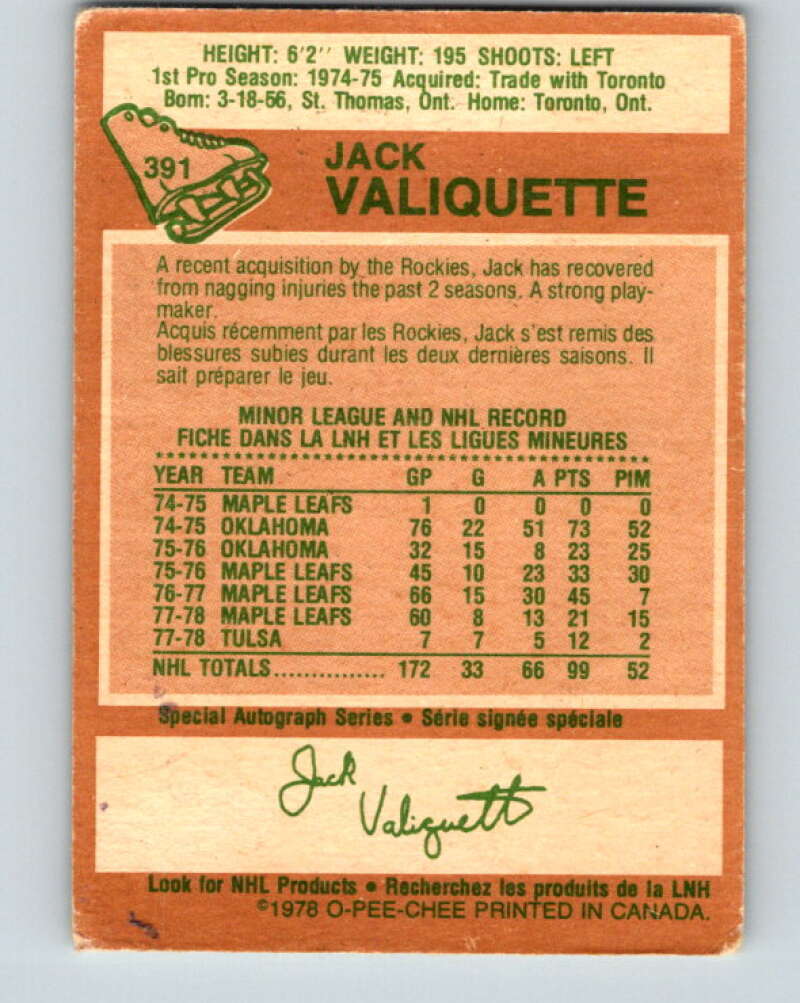 HEIGHT: 6'2" WEIGHT: 195 SHOOTS: LEFT
1st Pro Season: 1974-75 Acquired: Trade with Toronto
Born: 3-18-56, St. Thomas, Ont. Home: Toronto, Ont.
391
JACK
VALIQUETTE
A recent acquisition by the Rockies, Jack has recovered
from nagging injuries the past 2 seasons. A strong play-
maker.
Acquis récemment par les Rockies, Jack s'est remis des
blessures subies durant les deux dernières saisons. Il
sait préparer le jeu.
MINOR LEAGUE AND NHL RECORD
FICHE DANS LA LNH ET LES LIGUES MINEURES
YEAR TEAM GP G A PTS PIM
74-75 MAPLE LEAFS 1 0 0 0 0
74-75 OKLAHOMA 76 22 51 73 52
75-76 OKLAHOMA 32 15 8 23 25
75-76 MAPLE LEAFS 45 10 23 33 30
76-77 MAPLE LEAFS 66 15 30 45 7
77-78 MAPLE LEAFS 60 8 13 21 15
77-78 TULSA 7 7 5 12 2
NHL TOTALS............... 172 33 66 99 52
Special Autograph Series • Série signée spéciale
Jack
Valiquett
Look for NHL Products • Recherchez les produits de la LNH
©1978 O-PEE-CHEE PRINTED IN CANADA.